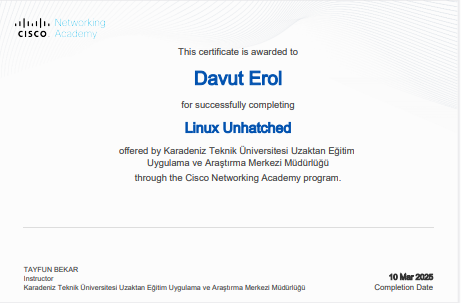 CISCO
Networking
Academy
This certificate is awarded to
Davut Erol
for successfully completing
Linux Unhatched
offered by Karadeniz Teknik Üniversitesi Uzaktan Eğitim
Uygulama ve Araştırma Merkezi Müdürlüğü
through the Cisco Networking Academy program.
TAYFUN BEKAR
Instructor
Karadeniz Teknik Üniversitesi Uzaktan Eğitim Uygulama ve Araştırma Merkezi Müdürlüğü
10 Mar 2025
Completion Date